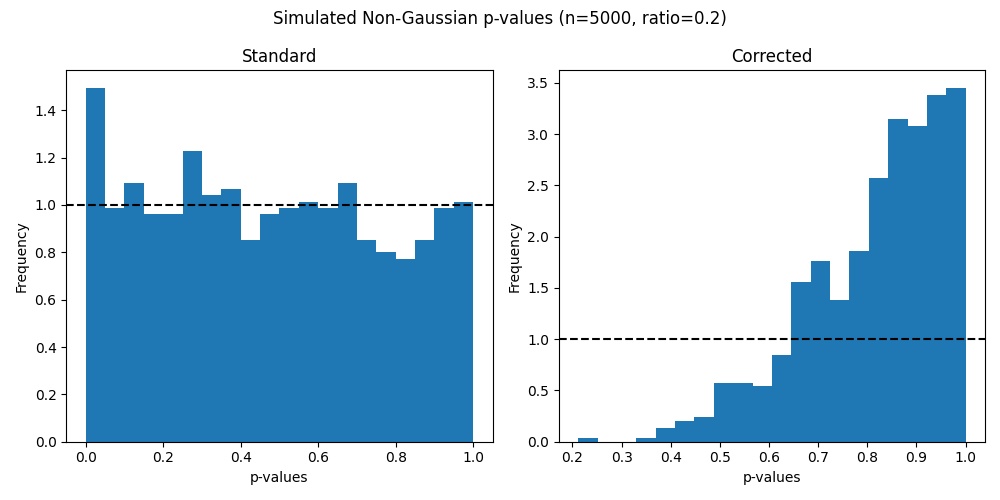 Simulated Non-Gaussian p-values (n=5000, ratio=0.2)
Standard
Frequency
1.4
1.2
1.0
0.8
0.6
0.4
0.2
0.0
0.0 0.2 0.4 0.6 0.8 1.0
p-values
Corrected
Frequency
3.5
3.0
2.5
2.0
1.5
1.0
0.5
0.0
0.2 0.3 0.4 0.5 0.6 0.7 0.8 0.9 1.0
p-values